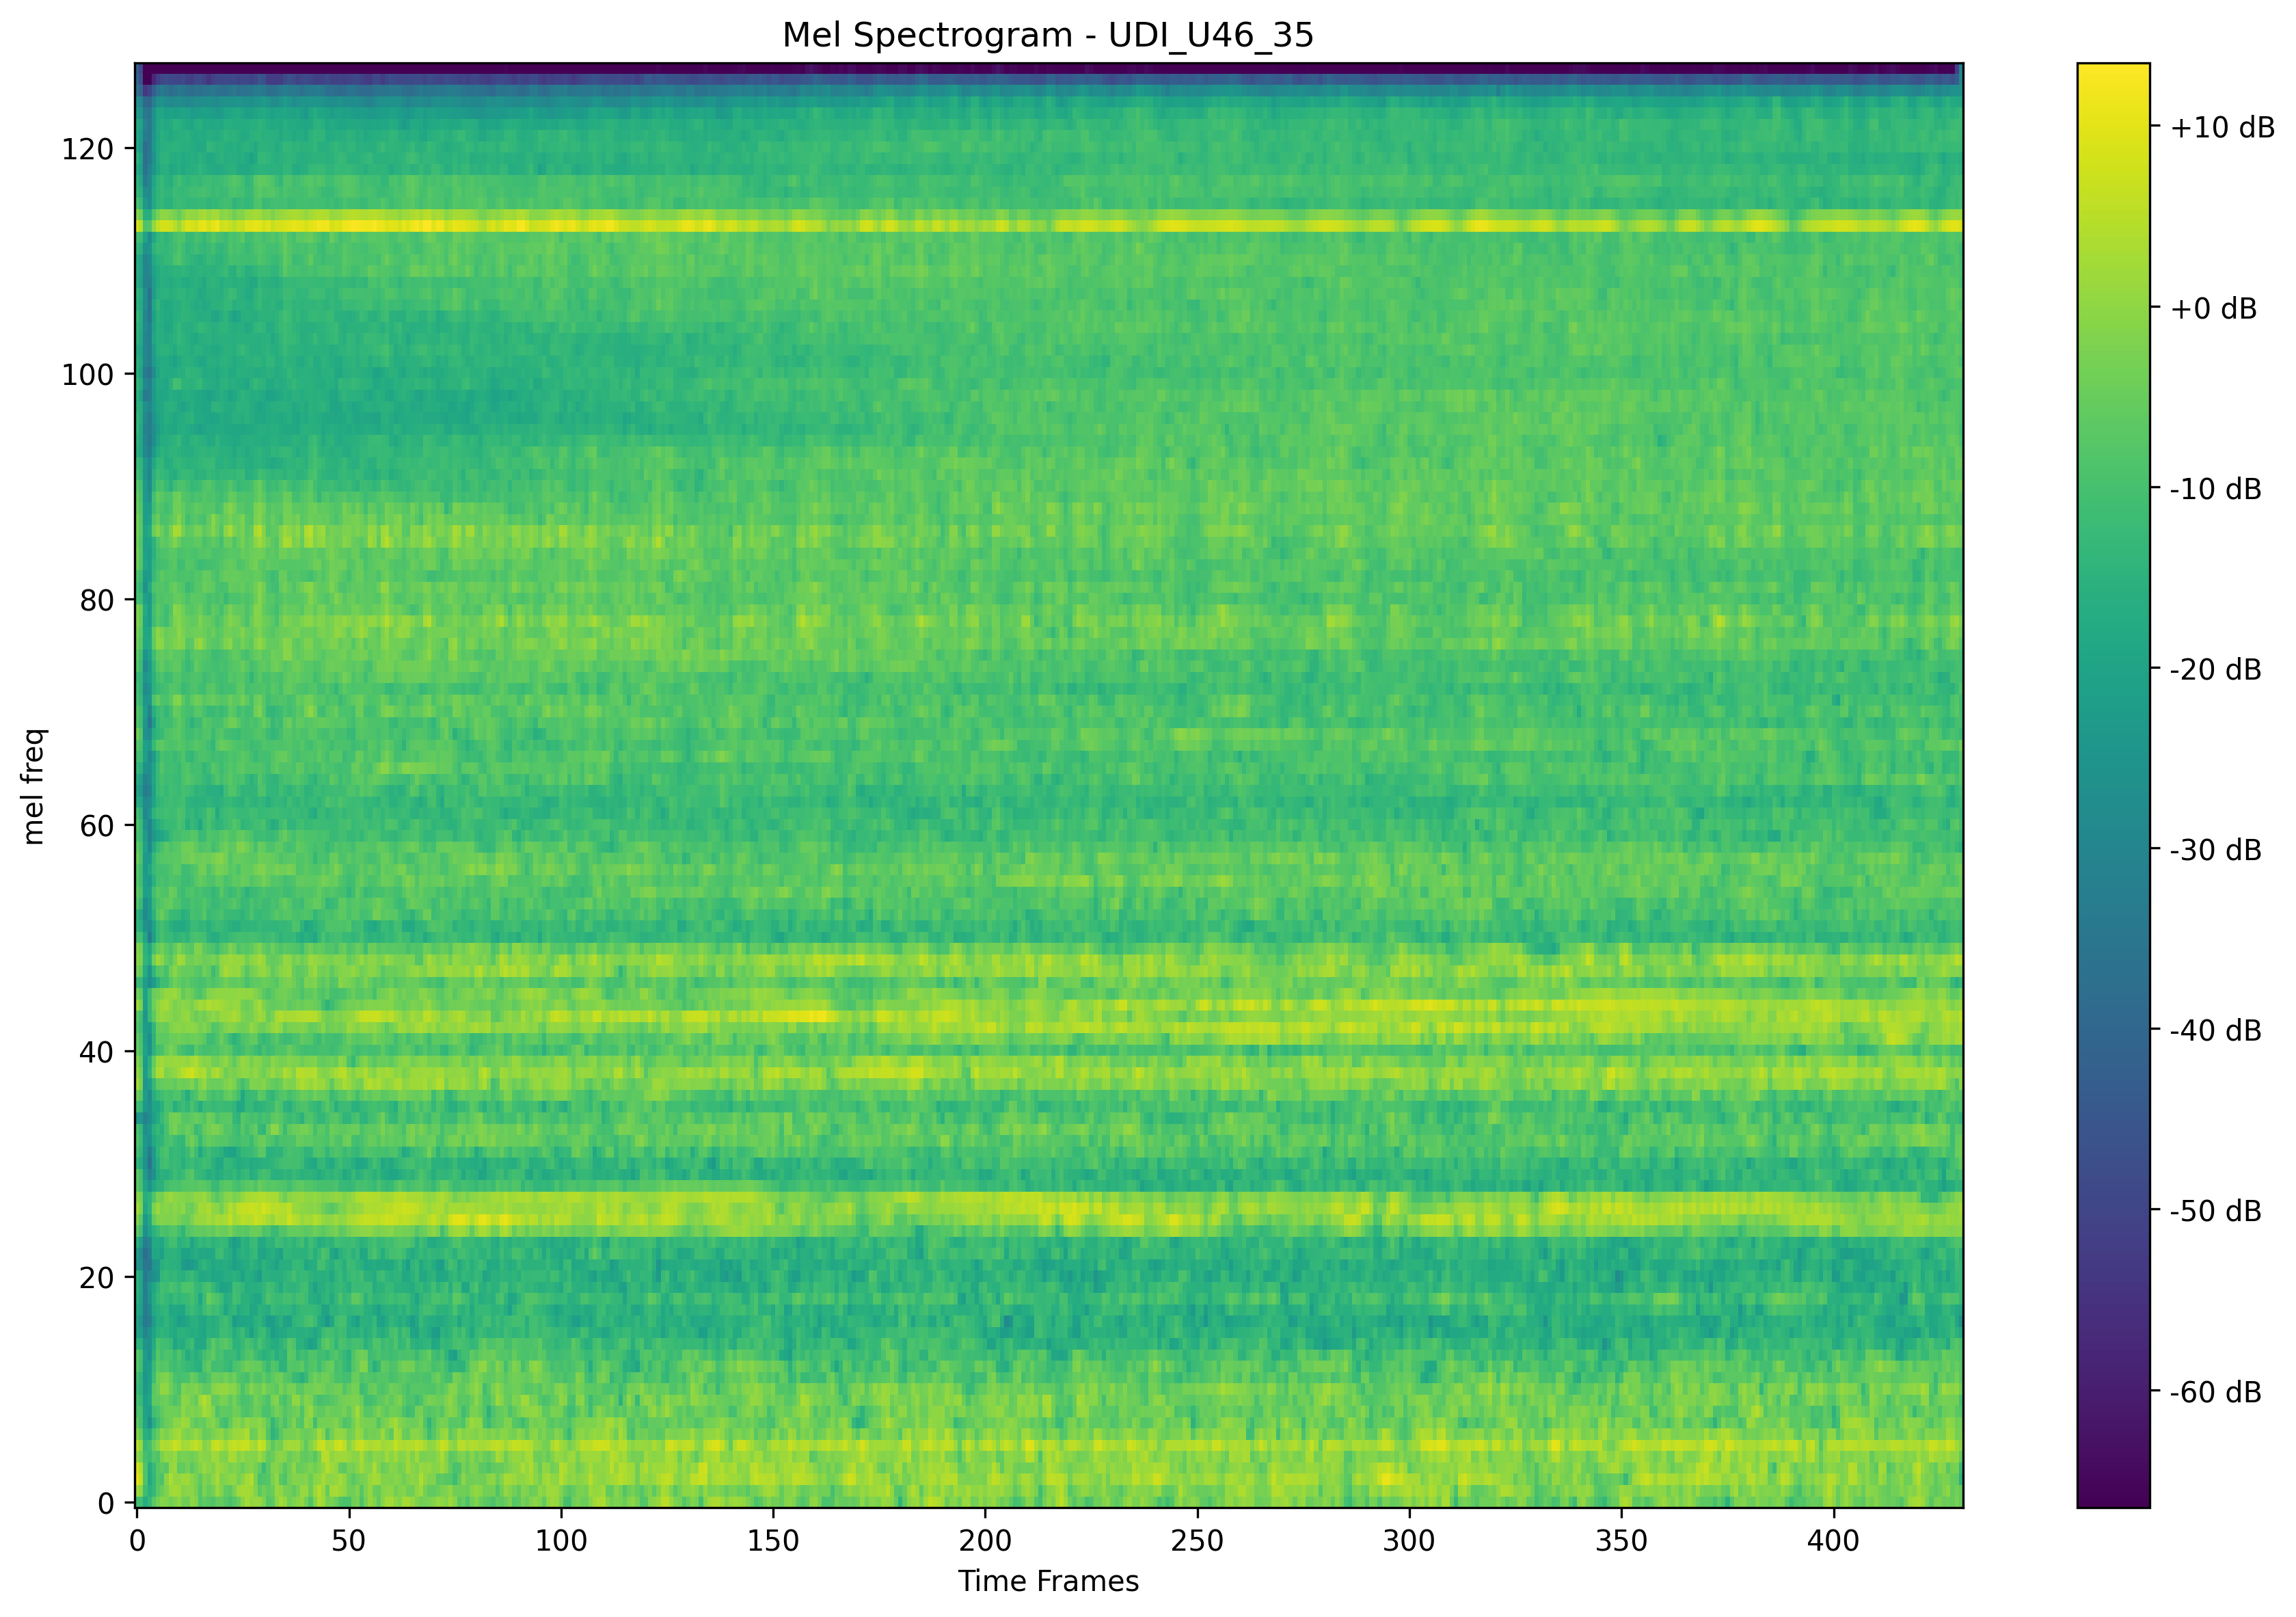 Mel Spectrogram - UDI_U46_35
mel freq
120
100
80
60
40
20
0
0 50 100 150 200 250 300 350 400
Time Frames
+10 dB
+0 dB
-10 dB
-20 dB
-30 dB
-40 dB
-50 dB
-60 dB